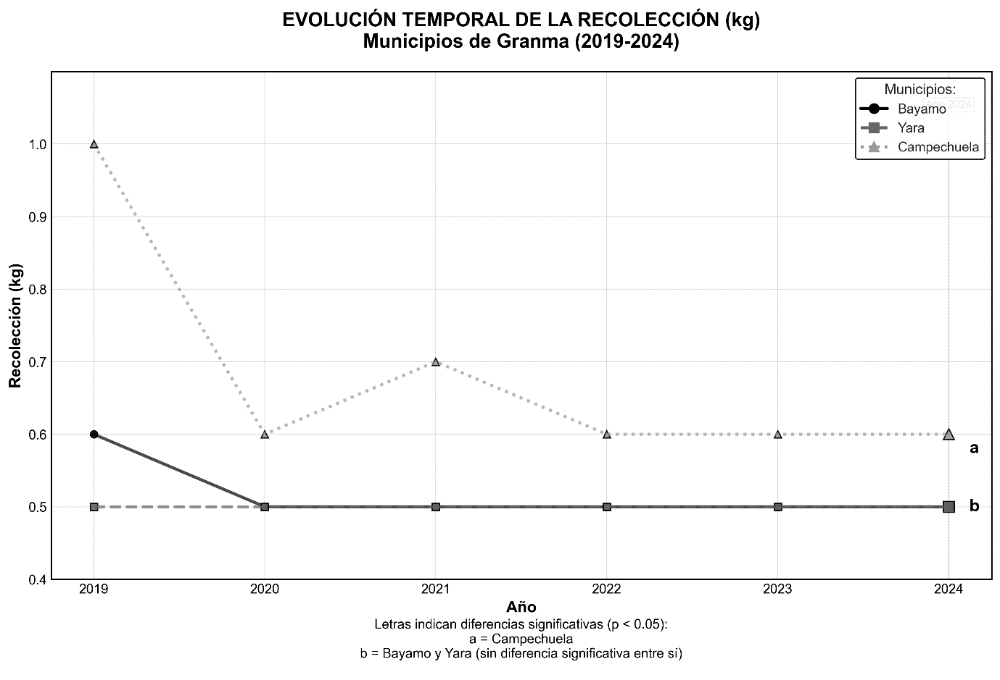 EVOLUCIÓN TEMPORAL DE LA RECOLECCIÓN (kg)
Municipios de Granma (2019-2024)
Municipios:
Año 2024
Bayamo
Yara
Campechuela
Recolección (kg)
1.0
0.9
0.8
0.7
0.6
0.5
0.4
a
b
2019
2020
2021
2022
2023
2024
Año
Letras indican diferencias significativas (p < 0.05):
a = Campechuela
b = Bayamo y Yara (sin diferencia significativa entre sí)